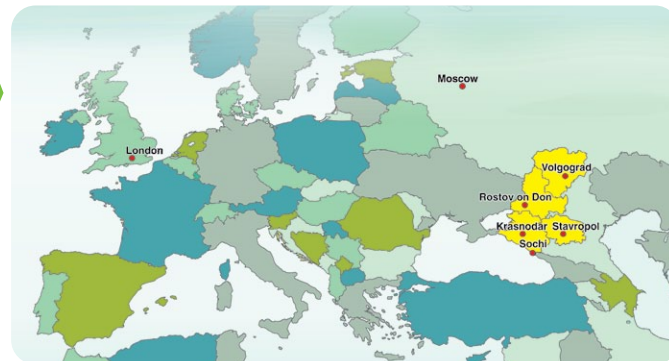 Moscow
London
Volgograd
Rostov on Don
Krasnodar Stavropol
Sochi